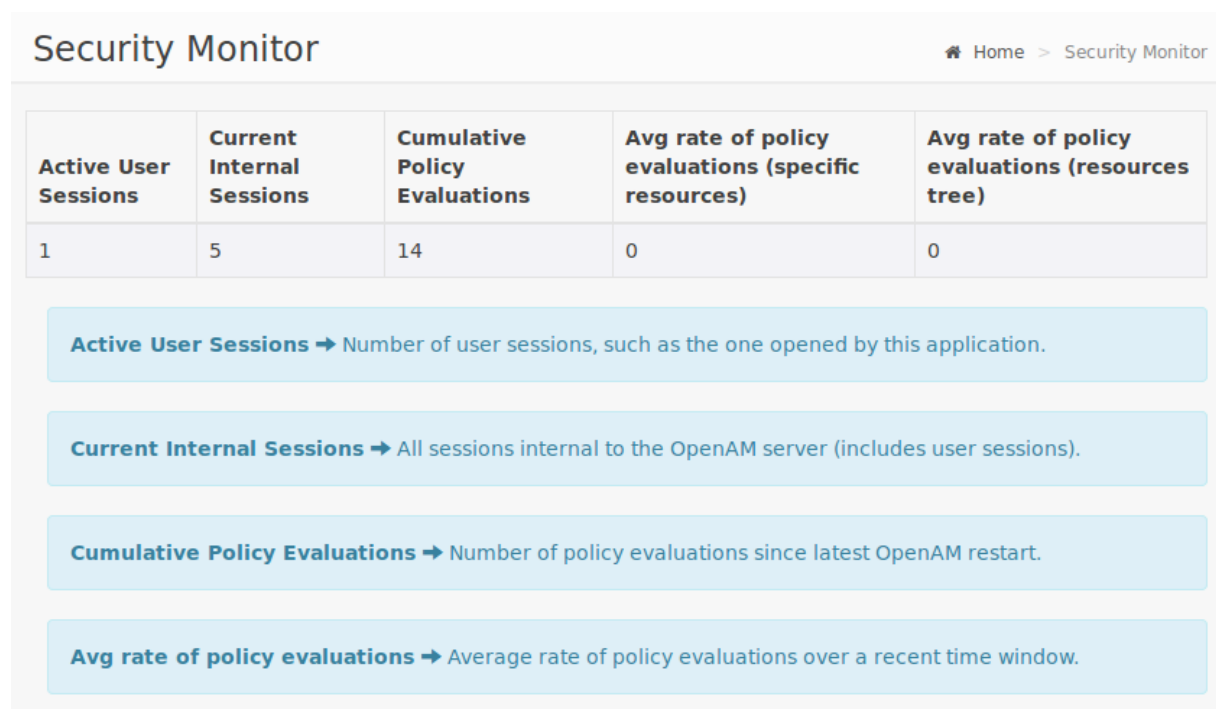 Security Monitor
Home > Security Monitor
Active User
Sessions
Current
Internal
Sessions
Cumulative
Policy
Evaluations
Avg rate of policy
evaluations (specific
resources)
Avg rate of policy
evaluations (resources
tree)
1 5 14 0 0
Active User Sessions ➜ Number of user sessions, such as the one opened by this application.
Current Internal Sessions ➜ All sessions internal to the OpenAM server (includes user sessions).
Cumulative Policy Evaluations ➜ Number of policy evaluations since latest OpenAM restart.
Avg rate of policy evaluations ➜ Average rate of policy evaluations over a recent time window.